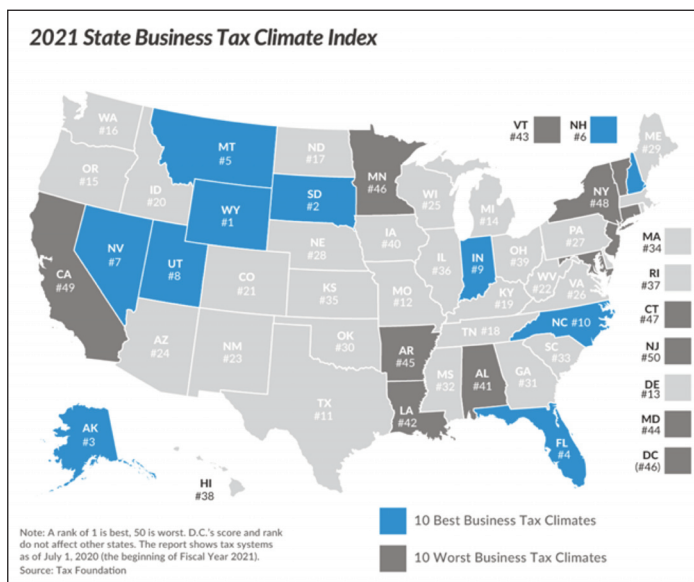 2021 State Business Tax Climate Index
VT
#43
NH
#6
WA
#16
MT
#5
ND
#17
MN
#46
ME
#29
OR
#15
ID
#20
WY
#1
SD
#2
WI
#25
MI
#14
NY
#48
NV
#7
UT
#8
CO
#21
NE
#28
IA
#40
IL
#36
IN
#9
OH
#39
PA
#27
MA
#34
CA
#49
KS
#35
MO
#12
KY
#19
WV
#22
VA
#26
RI
#37
AZ
#24
NM
#23
OK
#30
AR
#45
TN #18
NC #10
SC
#33
CT
#47
TX
#11
LA
#42
MS
#32
AL
#41
GA
#31
NJ
#50
DE
#13
AK
#3
HI
#38
FL
#4
MD
#44
DC
(#46)
10 Best Business Tax Climates
10 Worst Business Tax Climates
Note: A rank of 1 is best, 50 is worst. D.C.'s score and rank
do not affect other states. The report shows tax systems
as of July 1, 2020 (the beginning of Fiscal Year 2021).
Source: Tax Foundation